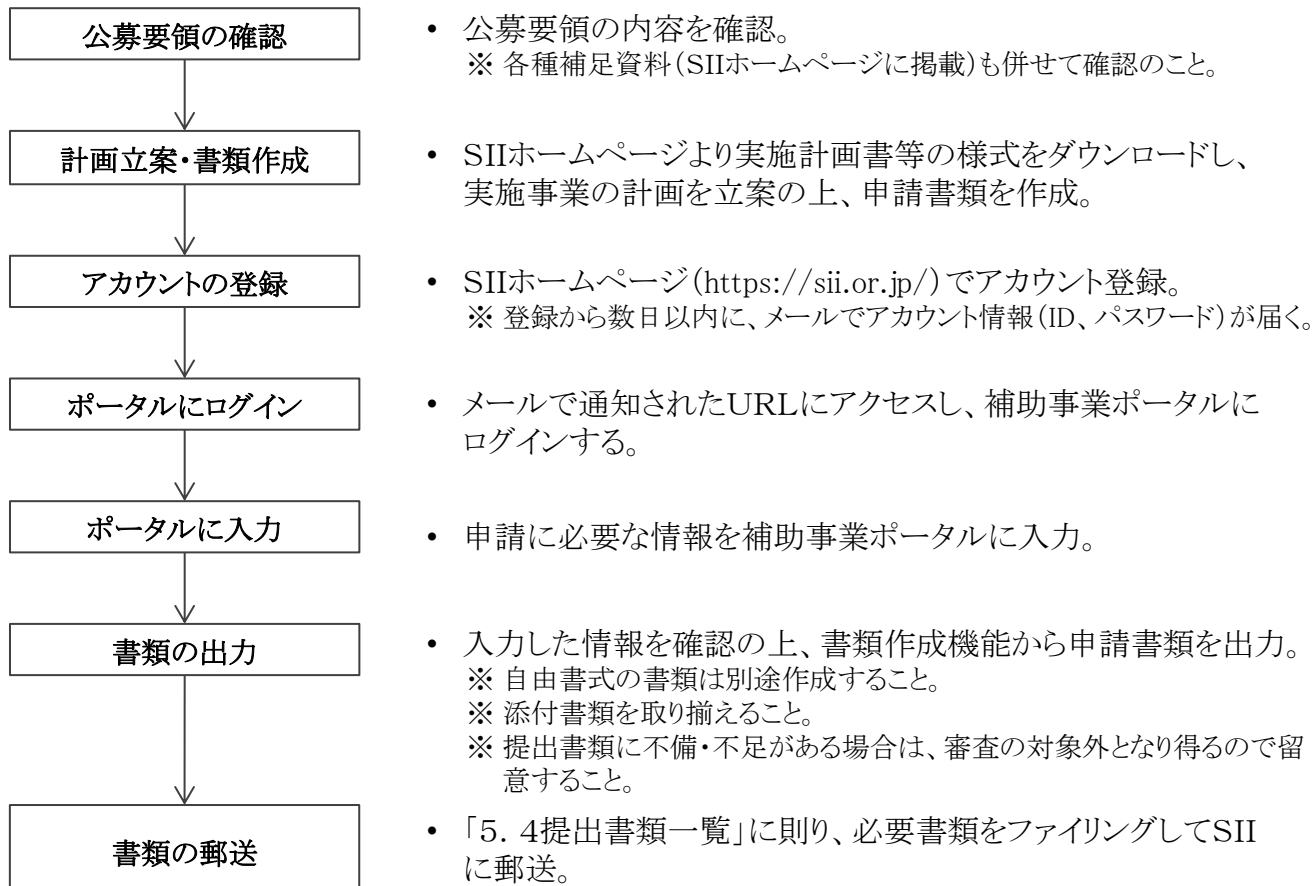 公募要領の確認
• 公募要領の内容を確認。
※ 各種補足資料（SIIホームページに掲載）も併せて確認のこと。
計画立案・書類作成
• SIIホームページより実施計画書等の様式をダウンロードし、
実施事業の計画を立案の上、申請書類を作成。
アカウントの登録
• SIIホームページ（https://sii.or.jp/）でアカウント登録。
※ 登録から数日以内に、メールでアカウント情報（ID、パスワード）が届く。
ポータルにログイン
• メールで通知されたURLにアクセスし、補助事業ポータルに
ログインする。
ポータルに入力
• 申請に必要な情報を補助事業ポータルに入力。
書類の出力
• 入力した情報を確認の上、書類作成機能から申請書類を出力。
※ 自由書式の書類は別途作成すること。
※ 添付書類を取り揃えること。
※ 提出書類に不備・不足がある場合は、審査の対象外となり得るので留
意すること。
書類の郵送
• 「5．4提出書類一覧」に則り、必要書類をファイリングしてSII
に郵送。